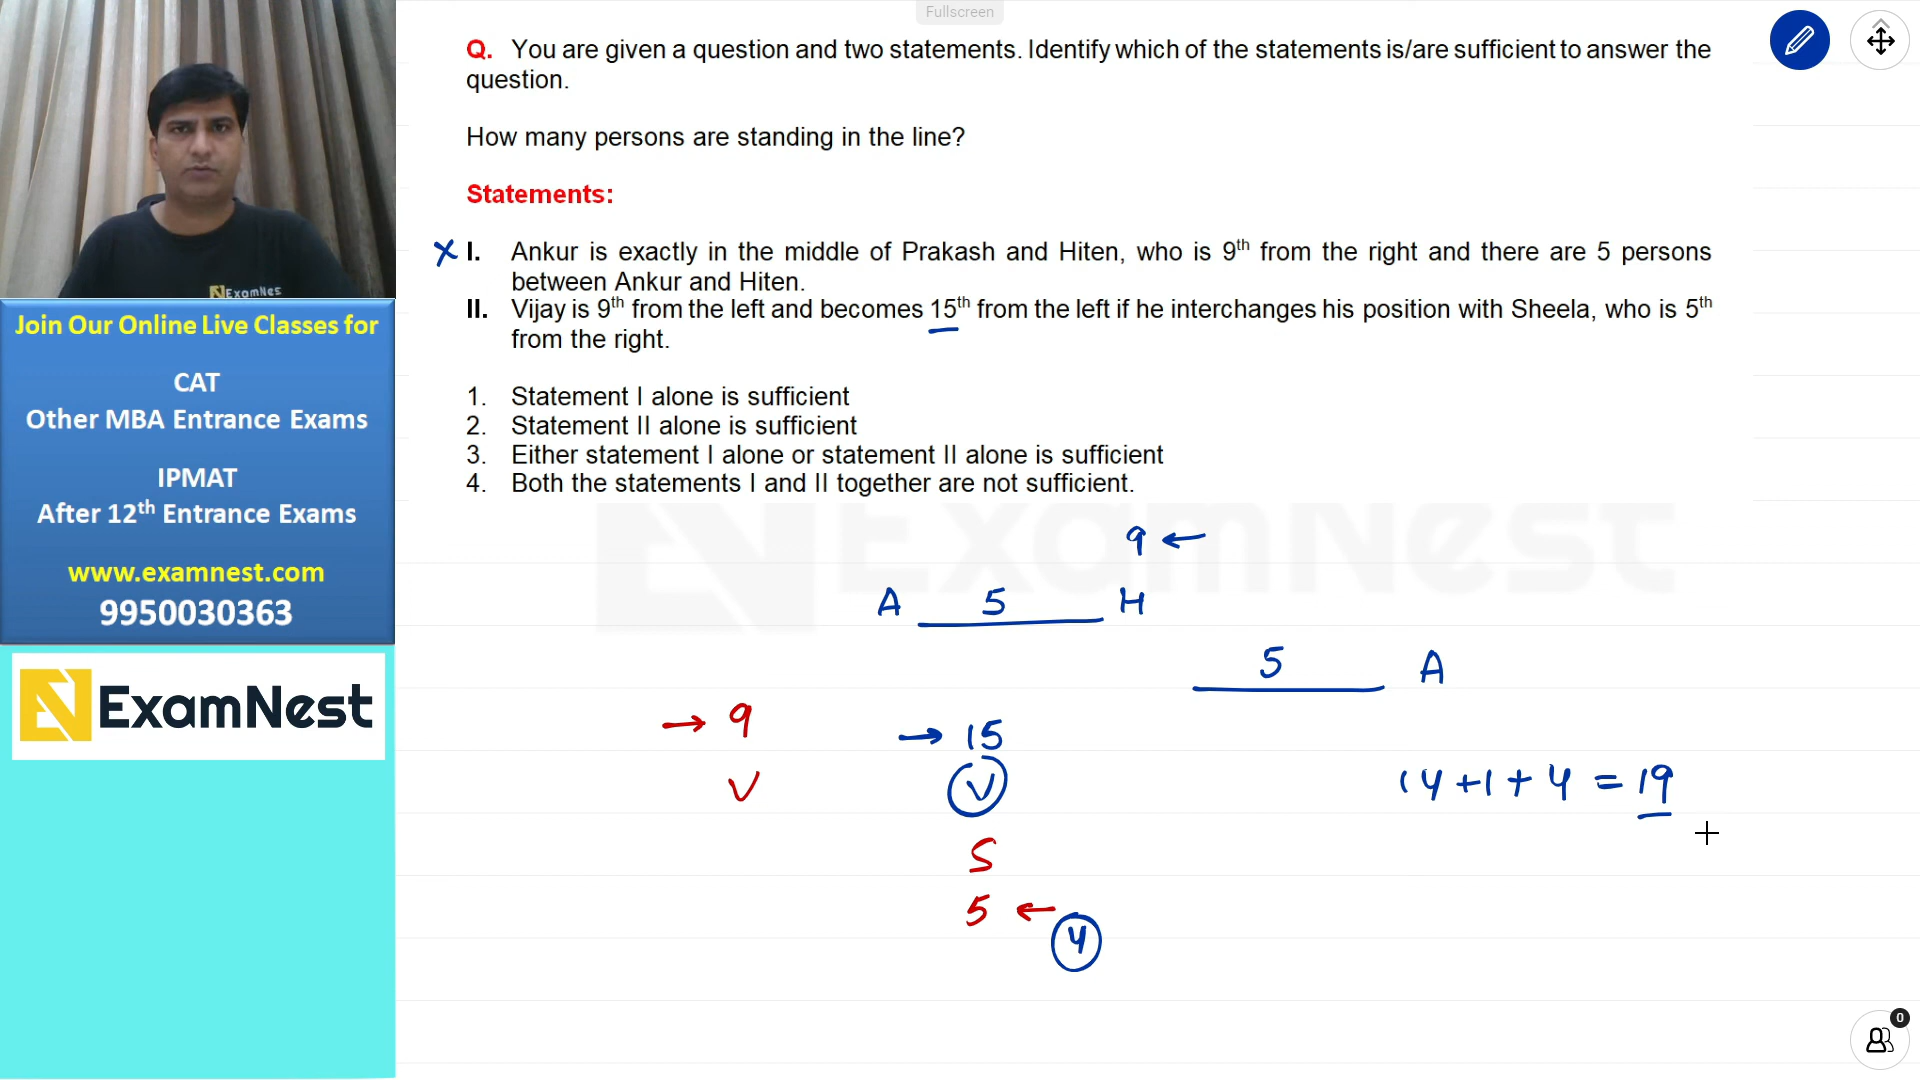 Fullscreen
Q. You are given a question and two statements. Identify which of the statements is/are sufficient to answer the
question.
How many persons are standing in the line?
Statements:
X I. Ankur is exactly in the middle of Prakash and Hiten, who is 9th from the right and there are 5 persons
between Ankur and Hiten.
II. Vijay is 9th from the left and becomes 15th from the left if he interchanges his position with Sheela, who is 5th
from the right.
1. Statement I alone is sufficient
2. Statement II alone is sufficient
3. Either statement I alone or statement II alone is sufficient
4. Both the statements I and II together are not sufficient.
ExamNest
9 ←
A 5 H
5 A
→ 9
V
→ 15
V
S
5 ←
4
14+1+4 = 19
ExamNes
Join Our Online Live Classes for
CAT
Other MBA Entrance Exams
IPMAT
After 12th Entrance Exams
www.examnest.com
9950030363
ExamNest
0